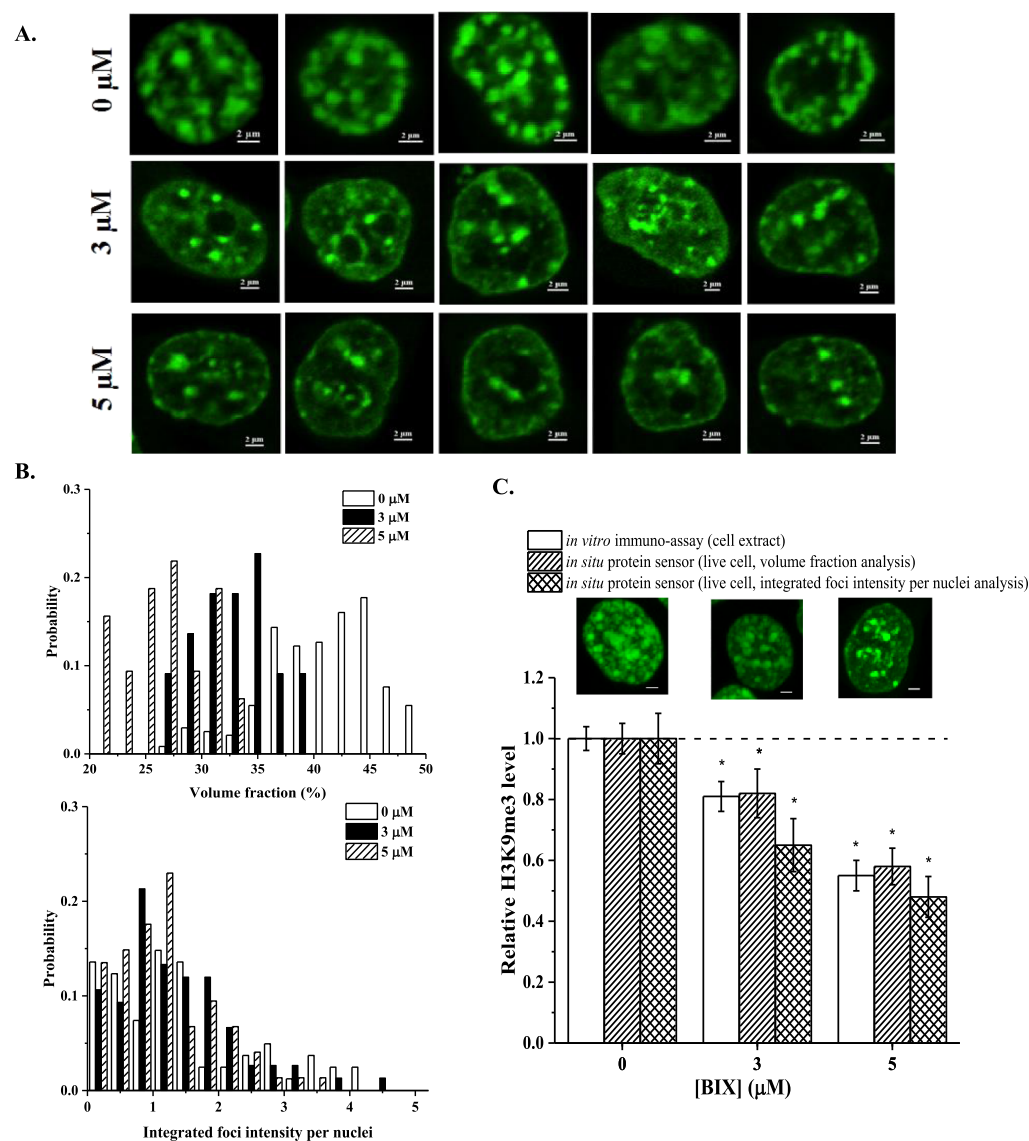 A.
0 μM
2 μm
2 μm
2 μm
2 μm
2 μm
3 μM
2 μm
2 μm
2 μm
2 μm
2 μm
5 μM
2 μm
2 μm
2 μm
2 μm
2 μm
B.
0.3
0.2
0.1
0.0
Probability
0 μM
3 μM
5 μM
20 25 30 35 40 45 50
Volume fraction (%)
0.3
0.2
0.1
0.0
Probability
0 μM
3 μM
5 μM
0 1 2 3 4 5
Integrated foci intensity per nuclei
C.
in vitro immuno-assay (cell extract)
in situ protein sensor (live cell, volume fraction analysis)
in situ protein sensor (live cell, integrated foci intensity per nuclei analysis)
1.2
1.0
0.8
0.6
0.4
0.2
0.0
Relative H3K9me3 level
* * *
* * *
0 3 5
[BIX] (μM)